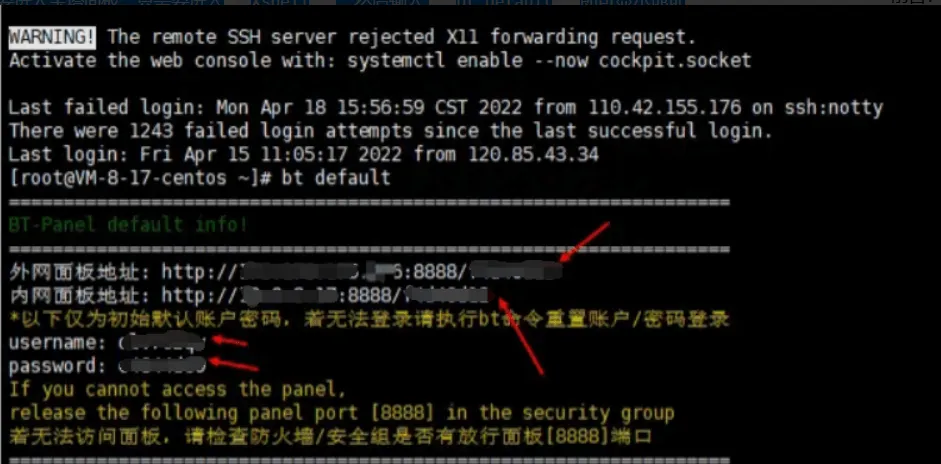 WARNING! The remote SSH server rejected X11 forwarding request.
Activate the web console with: systemctl enable --now cockpit.socket
Last failed login: Mon Apr 18 15:56:59 CST 2022 from 110.42.155.176 on ssh:notty
There were 1243 failed login attempts since the last successful login.
Last login: Fri Apr 15 11:05:17 2022 from 120.85.43.34
[root@VM-8-17-centos ~]# bt default
==================================================================
BT-Panel default info!
==================================================================
外网面板地址: http:// 6:8888/
内网面板地址: http:// :8888/
*以下仅为初始默认账户密码，若无法登录请执行bt命令重置账户/密码登录
username:
password:
If you cannot access the panel,
release the following panel port [8888] in the security group
若无法访问面板，请检查防火墙/安全组是否有放行面板[8888]端口
==================================================================